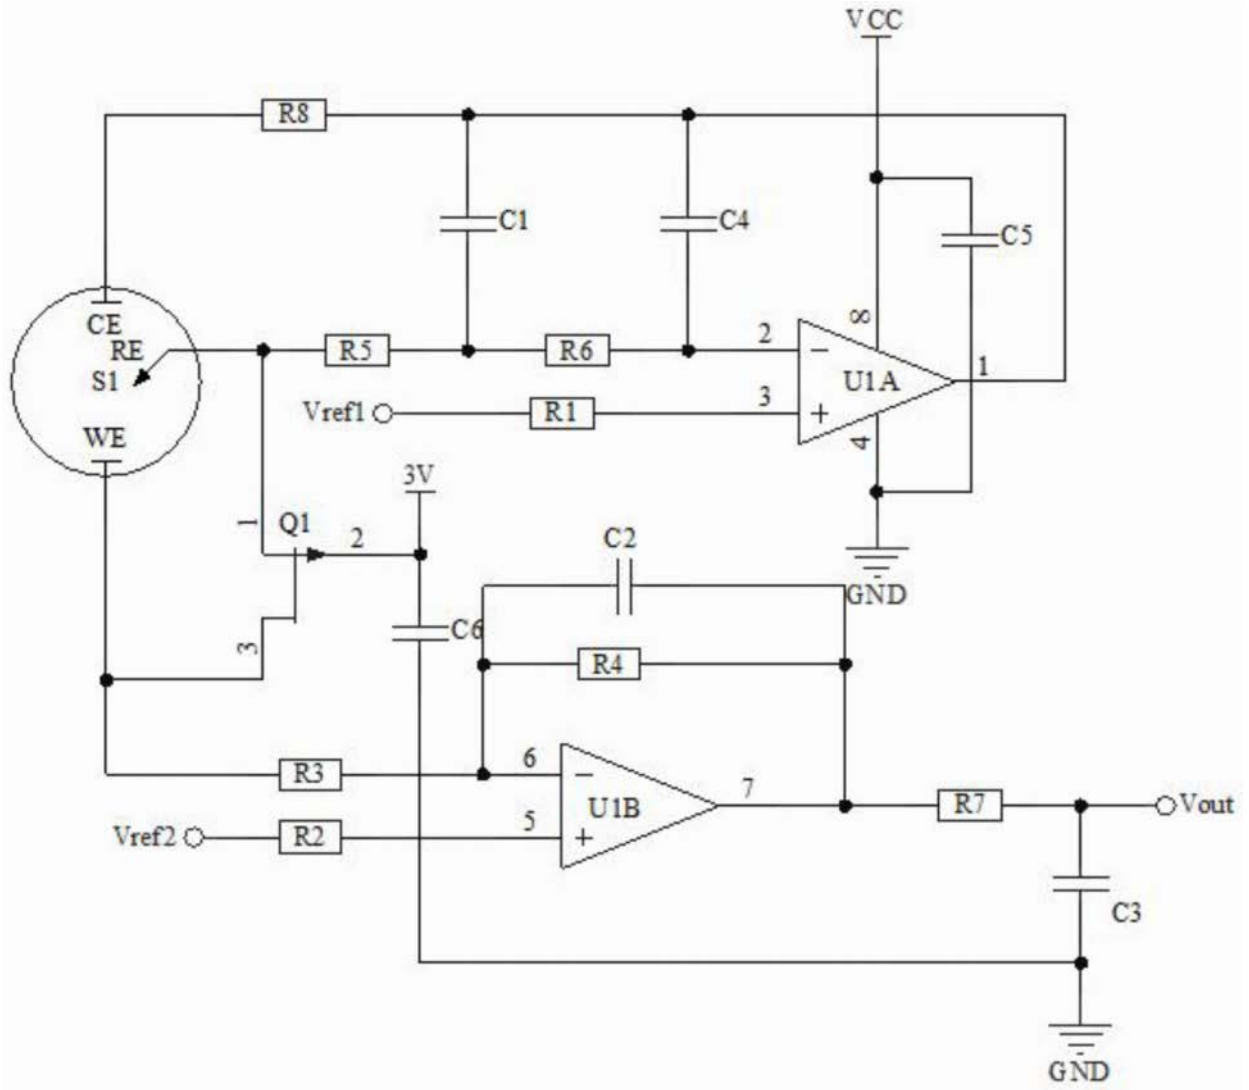 VCC
R8
C1
C4
C5
8
CE
RE
S1
WE
R5
R6
2
U1A
1
Vref1
R1
3
4
3V
1
Q1
2
C2
GND
C6
3
R4
R3
6
U1B
7
R7
Vout
Vref2
R2
5
C3
GND